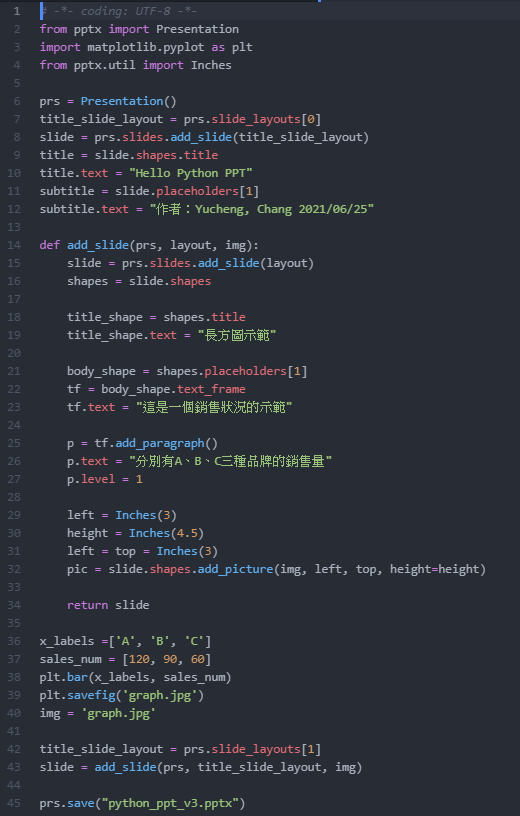 1 # -*- coding: UTF-8 -*-
2 from pptx import Presentation
3 import matplotlib.pyplot as plt
4 from pptx.util import Inches
5
6 prs = Presentation()
7 title_slide_layout = prs.slide_layouts[0]
8 slide = prs.slides.add_slide(title_slide_layout)
9 title = slide.shapes.title
10 title.text = "Hello Python PPT"
11 subtitle = slide.placeholders[1]
12 subtitle.text = "作者：Yucheng, Chang 2021/06/25"
13
14 def add_slide(prs, layout, img):
15     slide = prs.slides.add_slide(layout)
16     shapes = slide.shapes
17
18     title_shape = shapes.title
19     title_shape.text = "長方圖示範"
20
21     body_shape = shapes.placeholders[1]
22     tf = body_shape.text_frame
23     tf.text = "這是一個銷售狀況的示範"
24
25     p = tf.add_paragraph()
26     p.text = "分別有A、B、C三種品牌的銷售量"
27     p.level = 1
28
29     left = Inches(3)
30     height = Inches(4.5)
31     left = top = Inches(3)
32     pic = slide.shapes.add_picture(img, left, top, height=height)
33
34     return slide
35
36 x_labels =['A', 'B', 'C']
37 sales_num = [120, 90, 60]
38 plt.bar(x_labels, sales_num)
39 plt.savefig('graph.jpg')
40 img = 'graph.jpg'
41
42 title_slide_layout = prs.slide_layouts[1]
43 slide = add_slide(prs, title_slide_layout, img)
44
45 prs.save("python_ppt_v3.pptx")